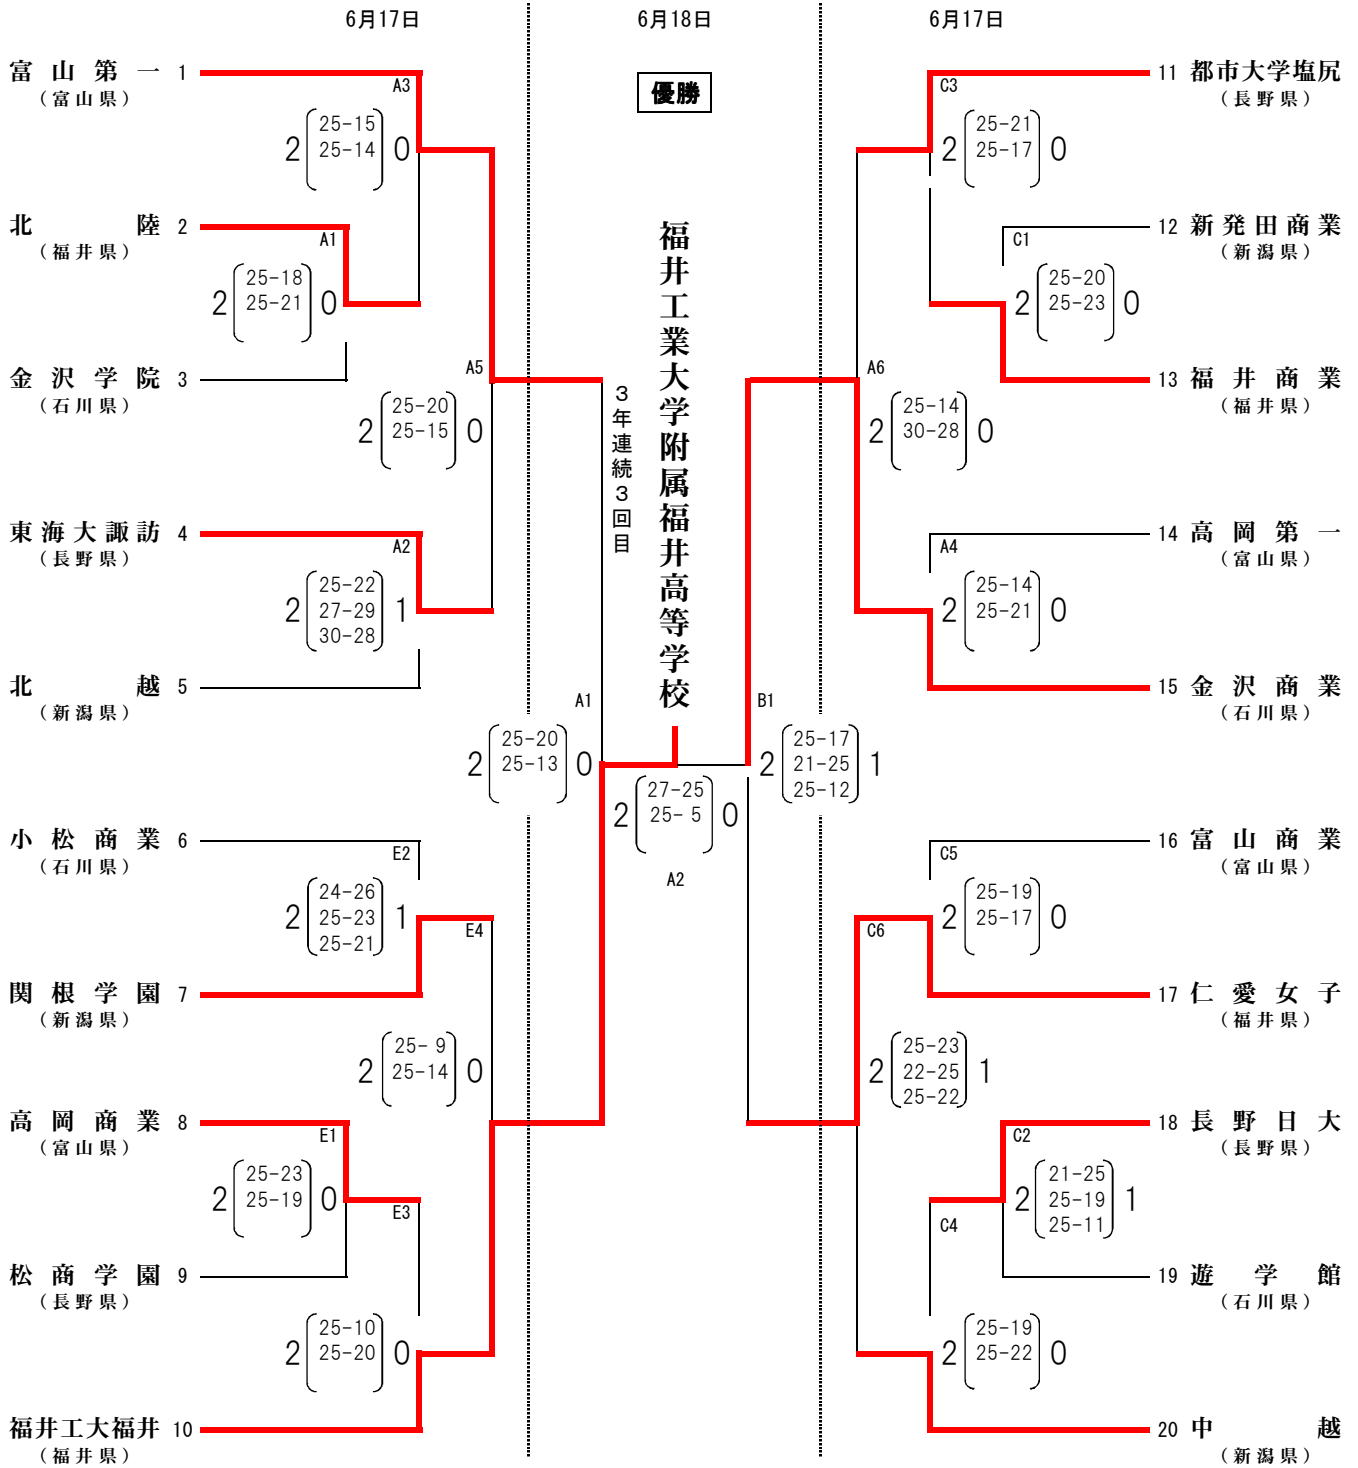 6月17日
6月18日
6月17日
優勝
福井工業大学附属福井高等学校
3年連続3回目
富山第一 1
(富山県)
A3
2 25-15 0
25-14
北陸 2
(福井県)
A1
2 25-18 0
25-21
金沢学院 3
(石川県)
A5
2 25-20 0
25-15
東海大諏訪 4
(長野県)
A2
2 25-22 1
27-29
30-28
北越 5
(新潟県)
A1
2 25-20 0
25-13
小松商業 6
(石川県)
E2
2 24-26 1
25-23
25-21
関根学園 7
(新潟県)
E4
2 25- 9 0
25-14
高岡商業 8
(富山県)
E1
2 25-23 0
25-19
E3
松商学園 9
(長野県)
2 25-10 0
25-20
福井工大福井 10
(福井県)
2 27-25 0
25- 5
A2
11 都市大学塩尻
(長野県)
C3
2 25-21 0
25-17
12 新発田商業
(新潟県)
C1
2 25-20 0
25-23
13 福井商業
(福井県)
A6
2 25-14 0
30-28
14 高岡第一
(富山県)
A4
2 25-14 0
25-21
15 金沢商業
(石川県)
B1
2 25-17 1
21-25
25-12
16 富山商業
(富山県)
C5
2 25-19 0
25-17
C6
17 仁愛女子
(福井県)
2 25-23 1
22-25
25-22
18 長野日大
(長野県)
C2
2 21-25 1
25-19
25-11
C4
19 遊学館
(石川県)
2 25-19 0
25-22
20 中越
(新潟県)